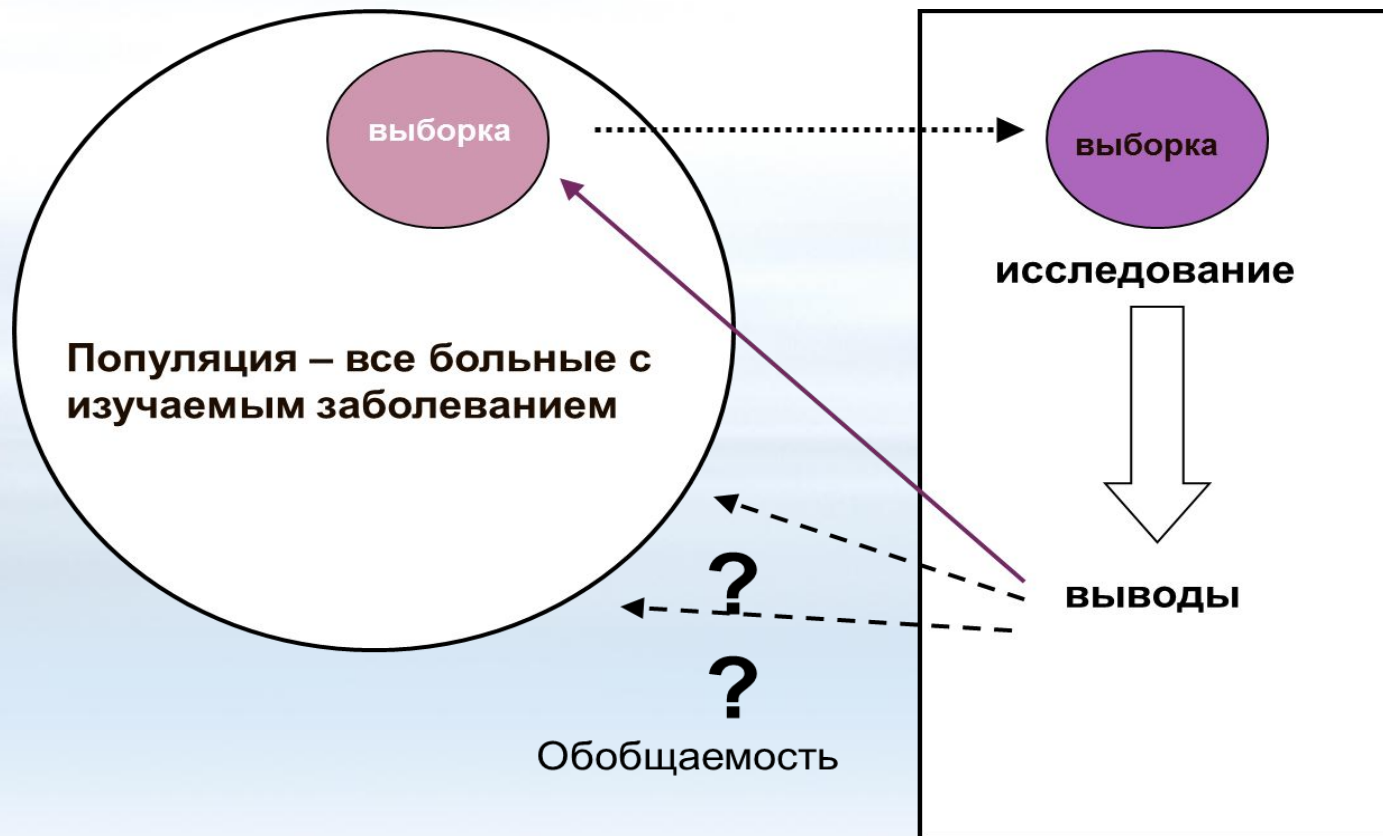 выборка
выборка
исследование
Популяция – все больные с
изучаемым заболеванием
?
выводы
?
Обобщаемость